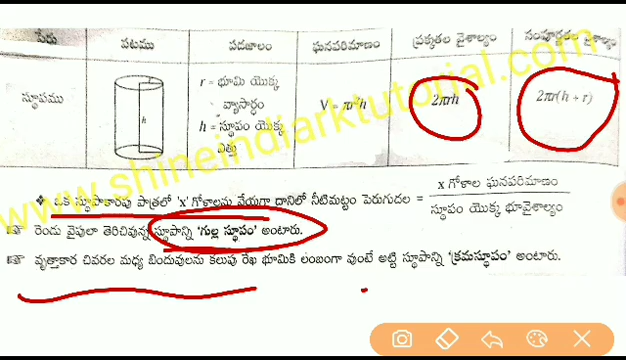 పేరు పటము పదజాలం ఘనపరిమాణం ప్రక్కతల వైశాల్యం సంపూర్ణతల వైశాల్యం
స్థూపము h r = భూమి యొక్క వ్యాసార్ధం h = స్థూపం యొక్క ఎత్తు V = πr²h 2πrh 2πr(h + r)
www.shineindiarktutorial.com
❖ ఒక స్థూపాకారపు పాత్రలో 'x' గోళాలను వేయగా దానిలో నీటిమట్టం పెరుగుదల = x గోళాల ఘనపరిమాణం / స్థూపం యొక్క భూవైశాల్యం
☞ రెండు వైపులా తెరిచివున్న స్థూపాన్ని 'గుల్ల స్థూపం' అంటారు.
☞ వృత్తాకార చివరల మధ్య బిందువులను కలుపు రేఖ భూమికి లంబంగా వుంటే అట్టి స్థూపాన్ని 'క్రమస్థూపం' అంటారు.